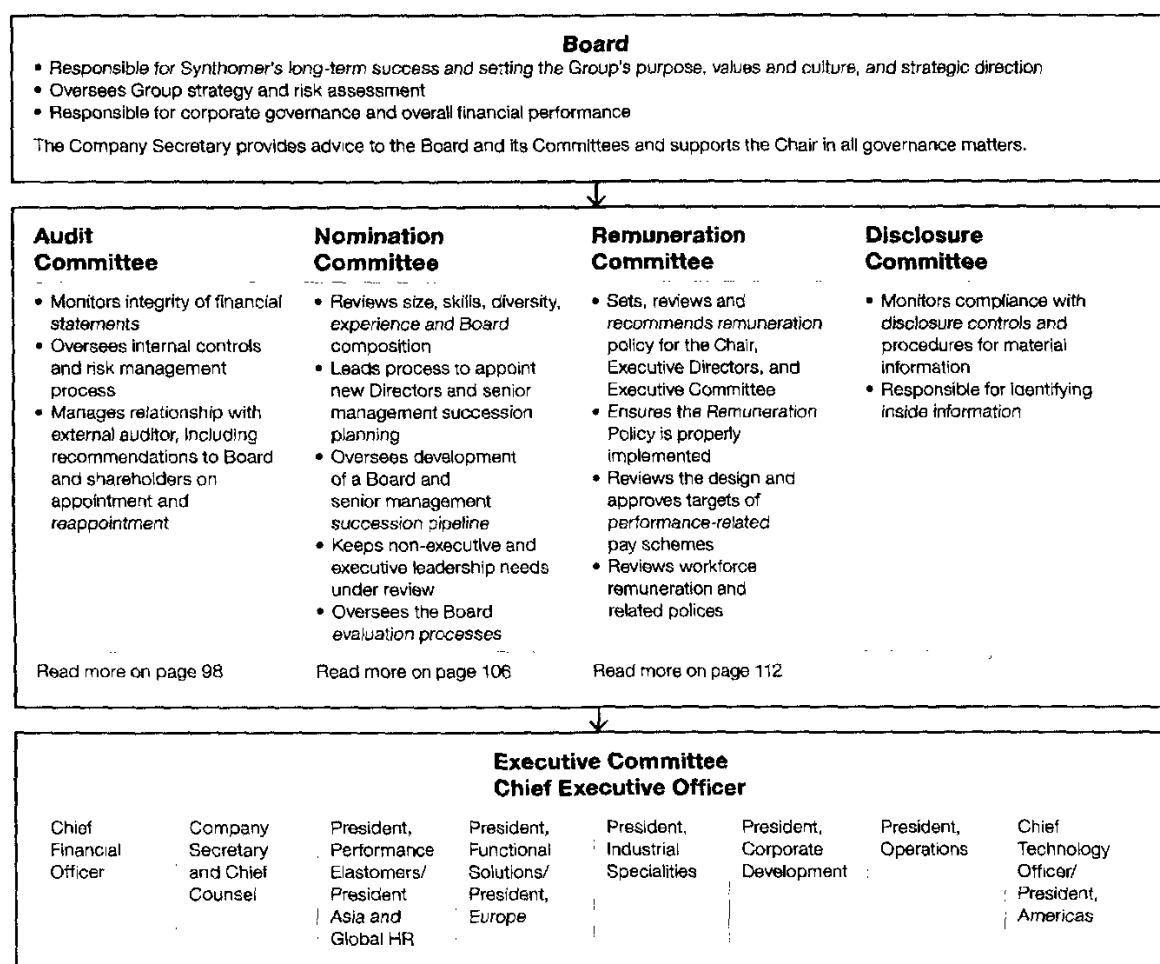 Board
• Responsible for Synthomer's long-term success and setting the Group's purpose, values and culture, and strategic direction
• Oversees Group strategy and risk assessment
• Responsible for corporate governance and overall financial performance
The Company Secretary provides advice to the Board and its Committees and supports the Chair in all governance matters.
Audit
Committee
• Monitors integrity of financial
statements
• Oversees internal controls
and risk management
process
• Manages relationship with
external auditor, including
recommendations to Board
and shareholders on
appointment and
reappointment
Read more on page 98
Nomination
Committee
• Reviews size, skills, diversity,
experience and Board
composition
• Leads process to appoint
new Directors and senior
management succession
planning
• Oversees development
of a Board and
senior management
succession pipeline
• Keeps non-executive and
executive leadership needs
under review
• Oversees the Board
evaluation processes
Read more on page 106
Remuneration
Committee
• Sets, reviews and
recommends remuneration
policy for the Chair,
Executive Directors, and
Executive Committee
• Ensures the Remuneration
Policy is properly
implemented
• Reviews the design and
approves targets of
performance-related
pay schemes
• Reviews workforce
remuneration and
related polices
Read more on page 112
Disclosure
Committee
• Monitors compliance with
disclosure controls and
procedures for material
information
• Responsible for identifying
inside information
Executive Committee
Chief Executive Officer
Chief
Financial
Officer
Company
Secretary
and Chief
Counsel
President,
Performance
Elastomers/
President
Asia and
Global HR
President,
Functional
Solutions/
President,
Europe
President,
Industrial
Specialities
President,
Corporate
Development
President,
Operations
Chief
Technology
Officer/
President,
Americas